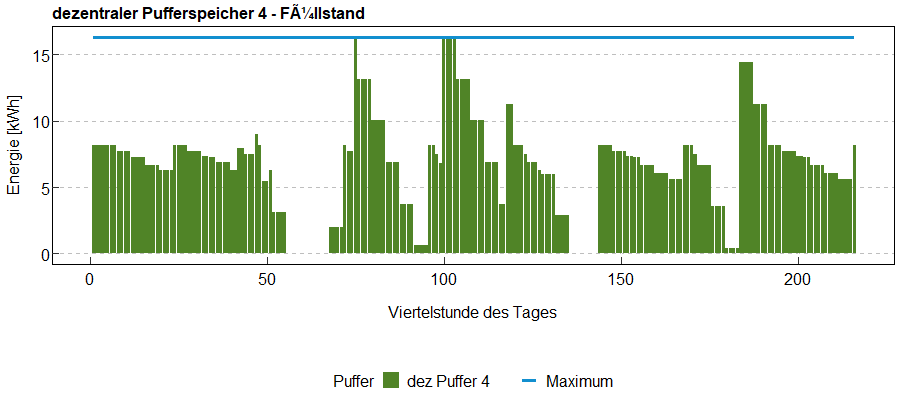 dezentraler Pufferspeicher 4 - FÃ¼llstand
Energie [kWh]
15
10
5
0
0 50 100 150 200
Viertelstunde des Tages
Puffer dez Puffer 4 Maximum